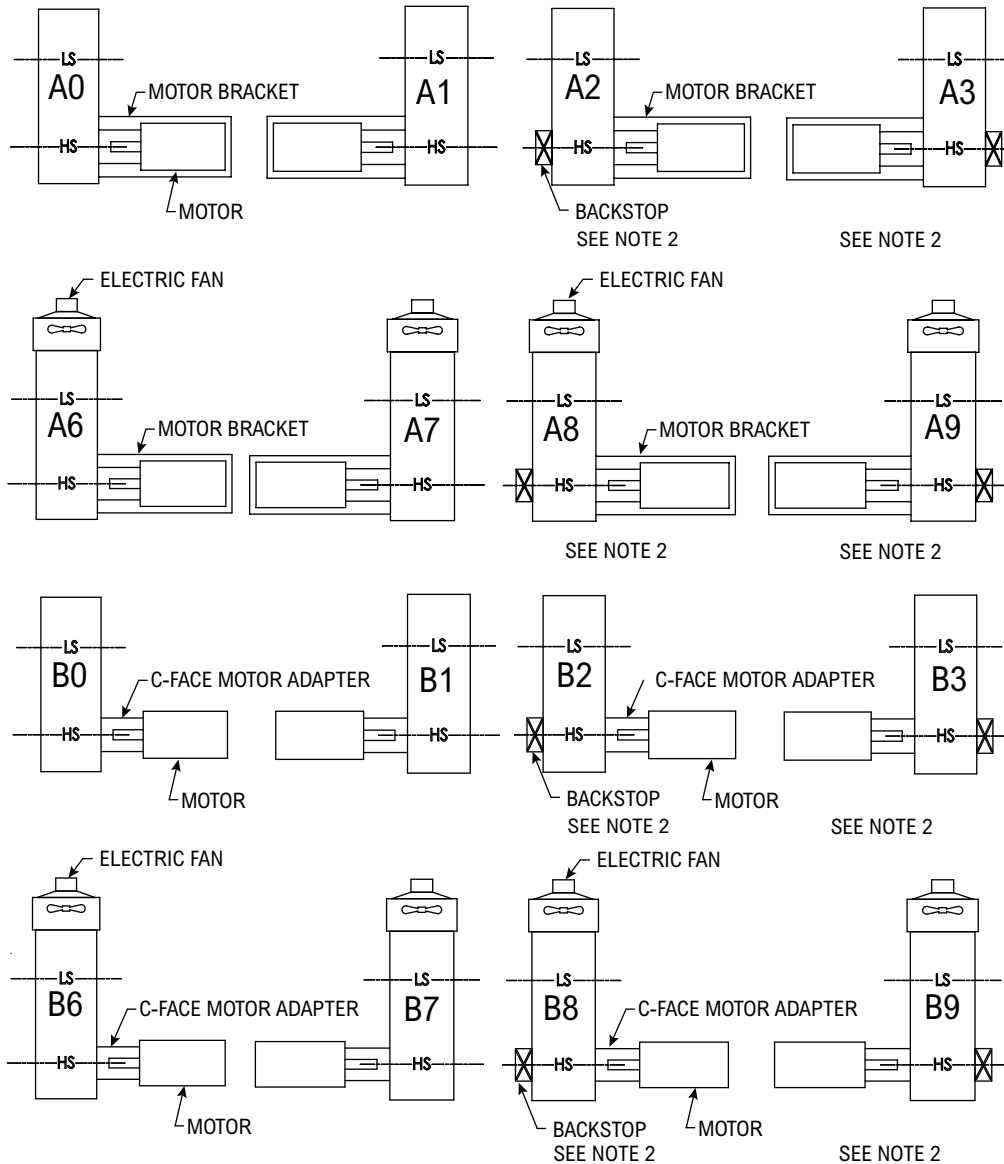 LS
LS
LS
LS
A0
A1
A2
A3
MOTOR BRACKET
MOTOR BRACKET
HS
HS
HS
HS
MOTOR
BACKSTOP
SEE NOTE 2
SEE NOTE 2
ELECTRIC FAN
ELECTRIC FAN
LS
LS
LS
LS
A6
A7
A8
A9
MOTOR BRACKET
MOTOR BRACKET
HS
HS
HS
HS
SEE NOTE 2
SEE NOTE 2
LS
LS
LS
LS
B0
B1
B2
B3
C-FACE MOTOR ADAPTER
C-FACE MOTOR ADAPTER
HS
HS
HS
HS
MOTOR
BACKSTOP
MOTOR
SEE NOTE 2
SEE NOTE 2
ELECTRIC FAN
ELECTRIC FAN
LS
LS
LS
LS
B6
B7
B8
B9
C-FACE MOTOR ADAPTER
C-FACE MOTOR ADAPTER
HS
HS
HS
HS
MOTOR
BACKSTOP
MOTOR
SEE NOTE 2
SEE NOTE 2